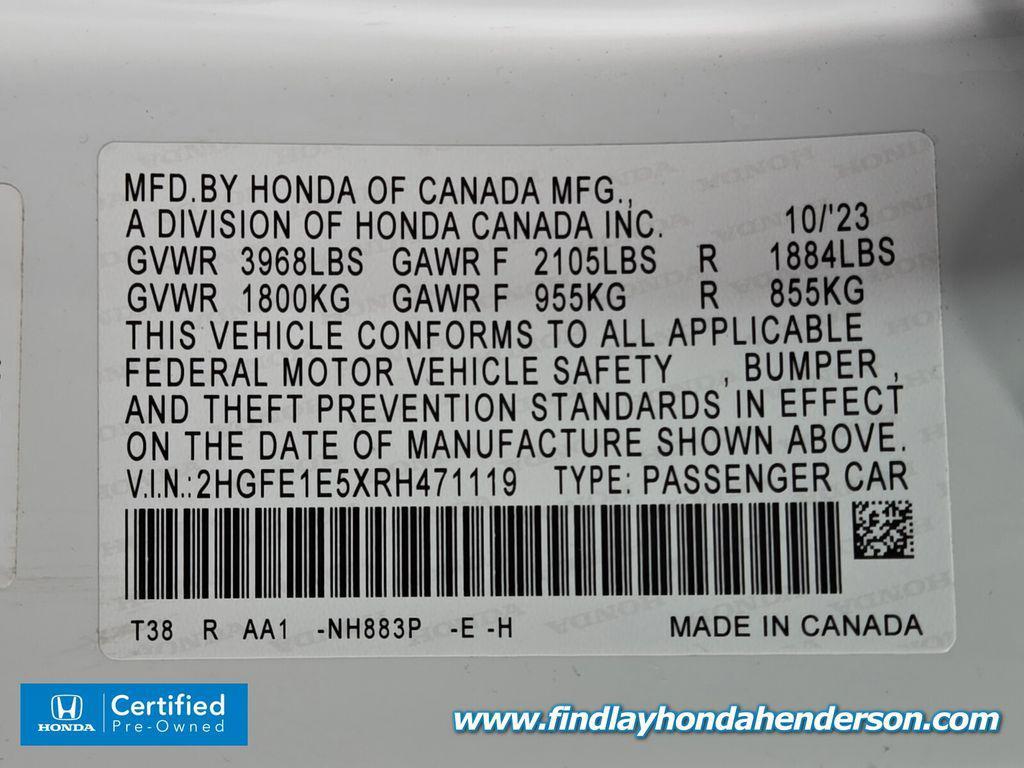 MFD.BY HONDA OF CANADA MFG.,
A DIVISION OF HONDA CANADA INC. 10/'23
GVWR 3968LBS GAWR F 2105LBS R 1884LBS
GVWR 1800KG GAWR F 955KG R 855KG
THIS VEHICLE CONFORMS TO ALL APPLICABLE
FEDERAL MOTOR VEHICLE SAFETY , BUMPER ,
AND THEFT PREVENTION STANDARDS IN EFFECT
ON THE DATE OF MANUFACTURE SHOWN ABOVE.
V.I.N.:2HGFE1E5XRH471119 TYPE: PASSENGER CAR
T38 R AA1 -NH883P -E -H MADE IN CANADA
HONDA
Certified
Pre-Owned
www.findlayhondahenderson.com